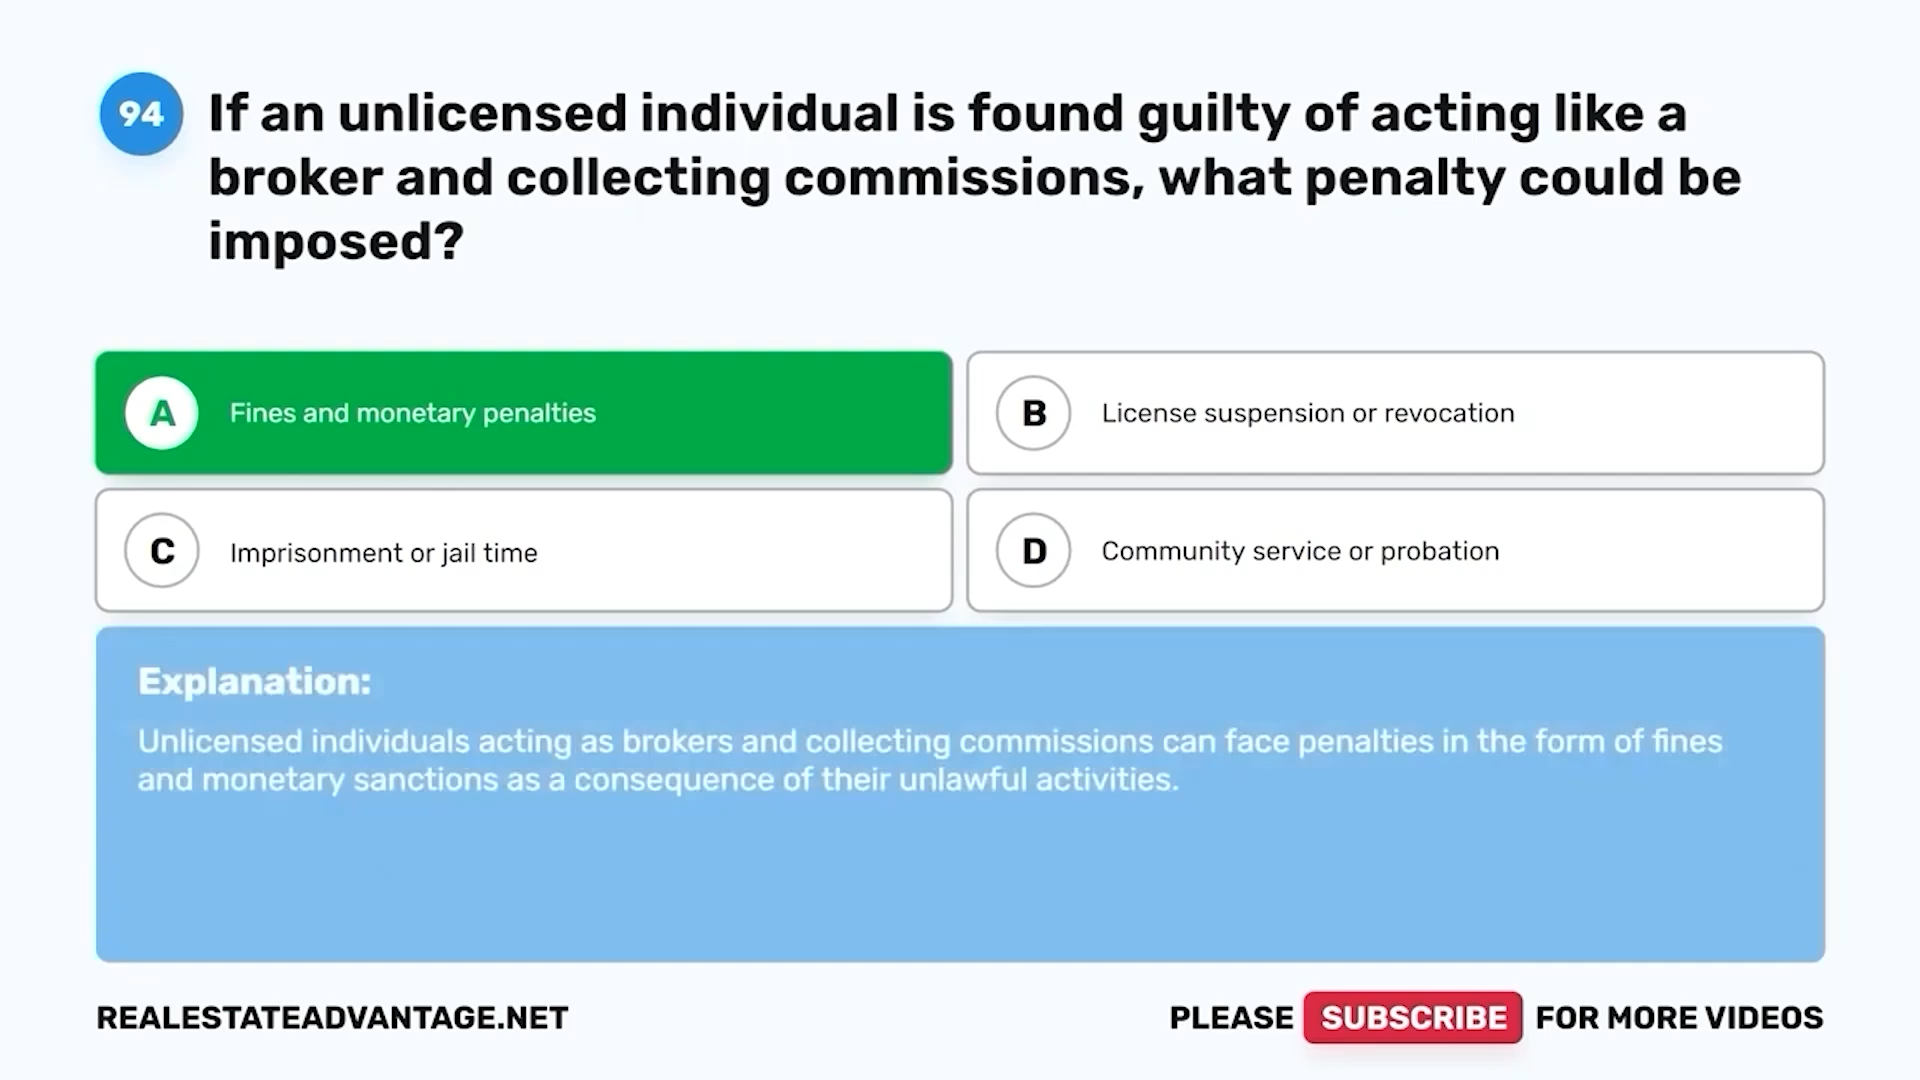 94
If an unlicensed individual is found guilty of acting like a
broker and collecting commissions, what penalty could be
imposed?
A Fines and monetary penalties
B License suspension or revocation
C Imprisonment or jail time
D Community service or probation
Explanation:
Unlicensed individuals acting as brokers and collecting commissions can face penalties in the form of fines
and monetary sanctions as a consequence of their unlawful activities.
REALESTATEADVANTAGE.NET
PLEASE SUBSCRIBE FOR MORE VIDEOS